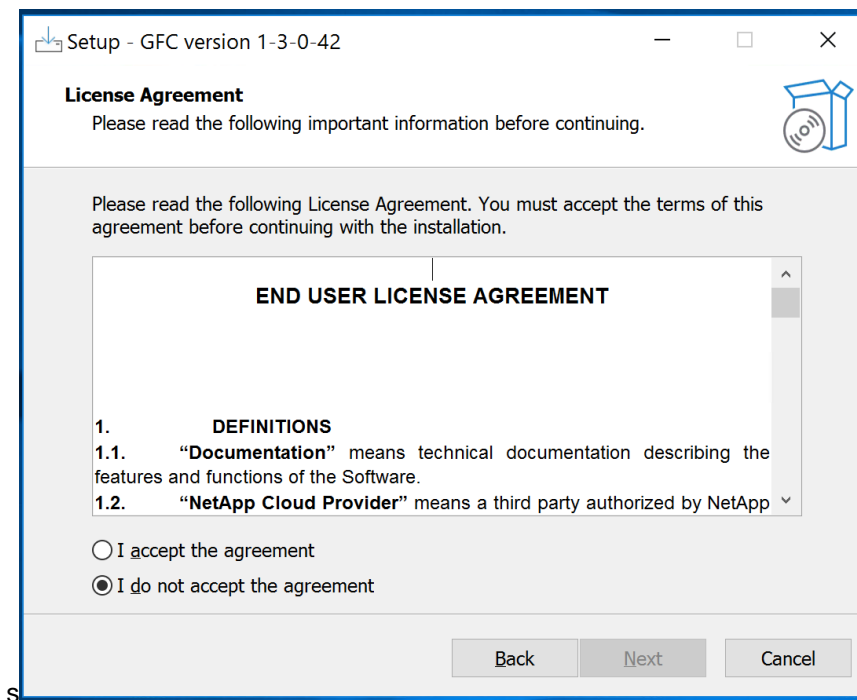 Setup - GFC version 1-3-0-42
License Agreement
Please read the following important information before continuing.
Please read the following License Agreement. You must accept the terms of this
agreement before continuing with the installation.
END USER LICENSE AGREEMENT
1. DEFINITIONS
1.1. “Documentation” means technical documentation describing the
features and functions of the Software.
1.2. “NetApp Cloud Provider” means a third party authorized by NetApp
I accept the agreement
I do not accept the agreement
Back Next Cancel
s